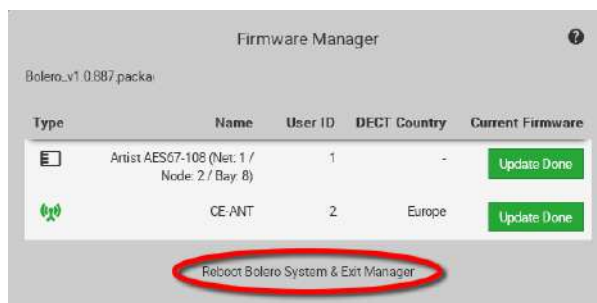 Firmware Manager
Bolero_v1.0.887.packa
Type Name User ID DECT Country Current Firmware
Artist AES67-108 (Net: 1 / 1 - Update Done
Node: 2 / Bay: 8)
CE-ANT 2 Europe Update Done
Reboot Bolero System & Exit Manager